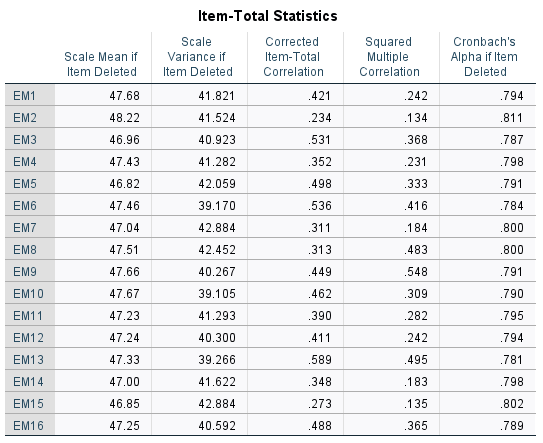 Item-Total Statistics
Scale Mean if Item Deleted Scale Variance if Item Deleted Corrected Item-Total Correlation Squared Multiple Correlation Cronbach's Alpha if Item Deleted
EM1 47.68 41.821 .421 .242 .794
EM2 48.22 41.524 .234 .134 .811
EM3 46.96 40.923 .531 .368 .787
EM4 47.43 41.282 .352 .231 .798
EM5 46.82 42.059 .498 .333 .791
EM6 47.46 39.170 .536 .416 .784
EM7 47.04 42.884 .311 .184 .800
EM8 47.51 42.452 .313 .483 .800
EM9 47.66 40.267 .449 .548 .791
EM10 47.67 39.105 .462 .309 .790
EM11 47.23 41.293 .390 .282 .795
EM12 47.24 40.300 .411 .242 .794
EM13 47.33 39.266 .589 .495 .781
EM14 47.00 41.622 .348 .183 .798
EM15 46.85 42.884 .273 .135 .802
EM16 47.25 40.592 .488 .365 .789